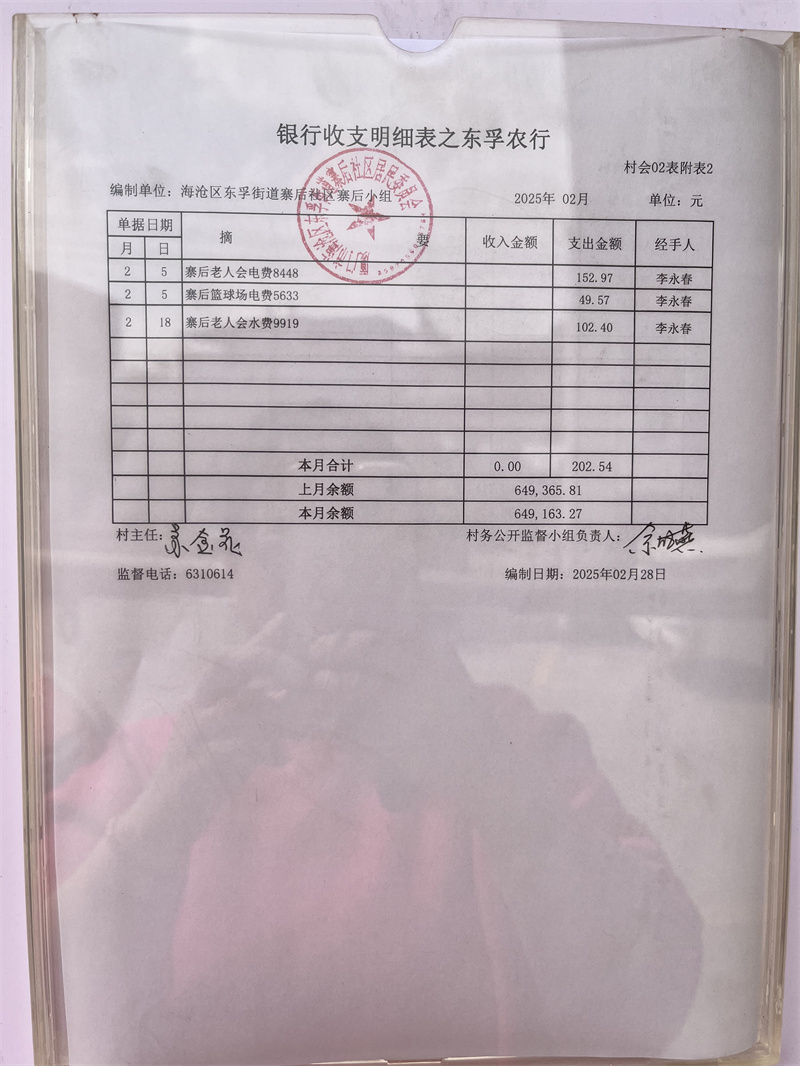 银行收支明细表之东孚农行
村会02表附表2
编制单位：海沧区东孚街道寨后社区寨后小组 2025年 02月 单位：元
单据日期 摘 要 收入金额 支出金额 经手人
月 日
2 5 寨后老人会电费8448 152.97 李永春
2 5 寨后篮球场电费5633 49.57 李永春
2 18 寨后老人会水费9919 102.40 李永春
本月合计 0.00 202.54
上月余额 649,365.81
本月余额 649,163.27
村主任： 村务公开监督小组负责人：
监督电话：6310614 编制日期：2025年02月28日